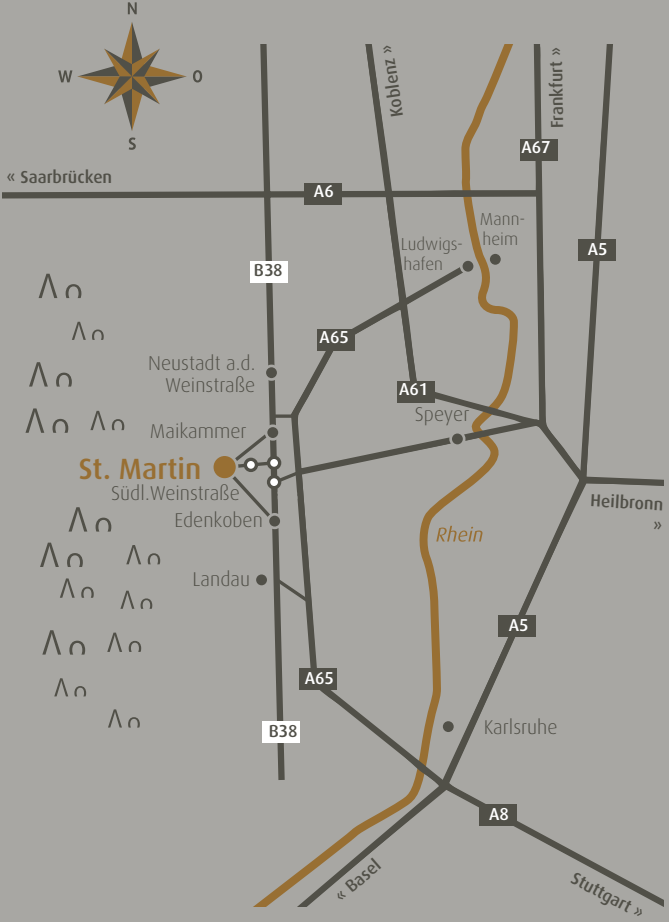 N
W
O
S
Koblenz »
Frankfurt »
A67
« Saarbrücken
A6
Mann-
heim
Ludwigs-
hafen
A5
B38
A65
Neustadt a.d.
Weinstraße
A61
Speyer
Maikammer
St. Martin
Südl.Weinstraße
Heilbronn
»
Edenkoben
Rhein
Landau
A5
A65
B38
Karlsruhe
A8
« Basel
Stuttgart »